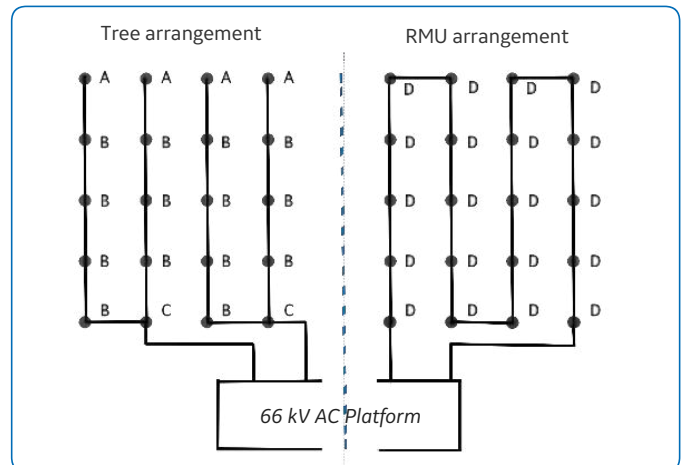 Tree arrangement
RMU arrangement
A A A A D D D D
B B B B D D D D
B B B B D D D D
B B B B D D D D
B C B C D D D D
66 kV AC Platform